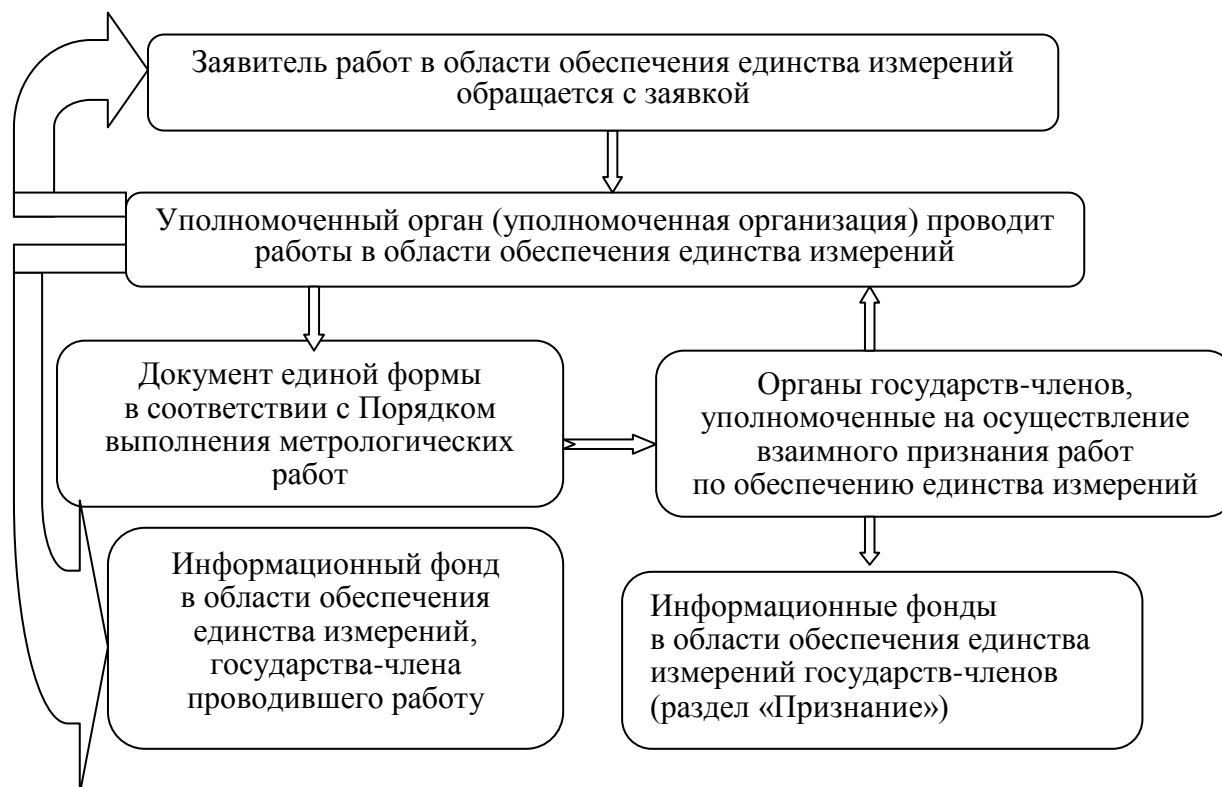 Заявитель работ в области обеспечения единства измерений
обращается с заявкой
Уполномоченный орган (уполномоченная организация) проводит
работы в области обеспечения единства измерений
Документ единой формы
в соответствии с Порядком
выполнения метрологических
работ
Органы государств-членов,
уполномоченные на осуществление
взаимного признания работ
по обеспечению единства измерений
Информационный фонд
в области обеспечения
единства измерений,
государства-члена
проводившего работу
Информационные фонды
в области обеспечения единства
измерений государств-членов
(раздел «Признание»)